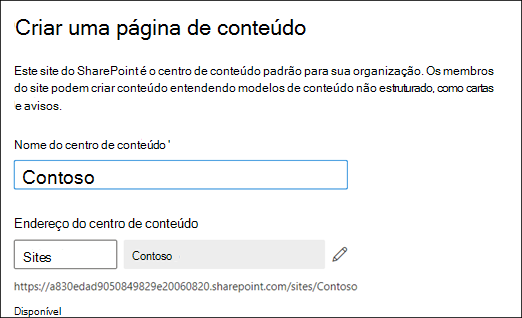 Criar uma página de conteúdo
Este site do SharePoint é o centro de conteúdo padrão para sua organização. Os membros
do site podem criar conteúdo entendendo modelos de conteúdo não estruturado, como cartas
e avisos.
Nome do centro de conteúdo '
Contoso
Endereço do centro de conteúdo
Sites Contoso
https://a830edad9050849829e20060820.sharepoint.com/sites/Contoso
Disponível